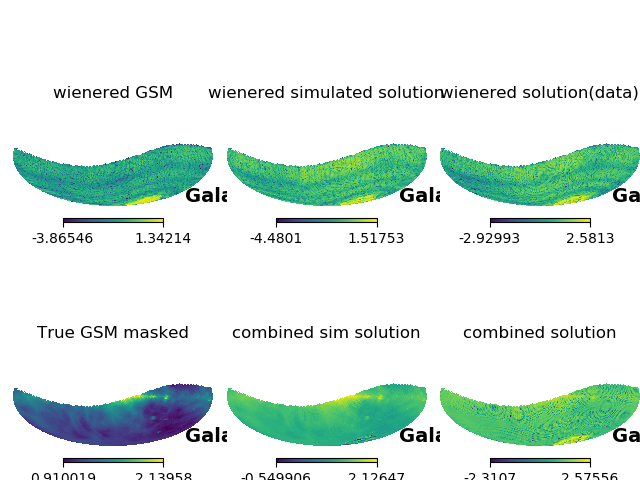 wienered GSM
wienered simulated solution
wienered solution(data)
Gala
Gala
Ga
-3.86546 1.34214
-4.4801 1.51753
-2.92993 2.5813
True GSM masked
combined sim solution
combined solution
Gala
Gala
Ga
0.910019 2.13958
-0.549906 2.12647
-2.3107 2.57556